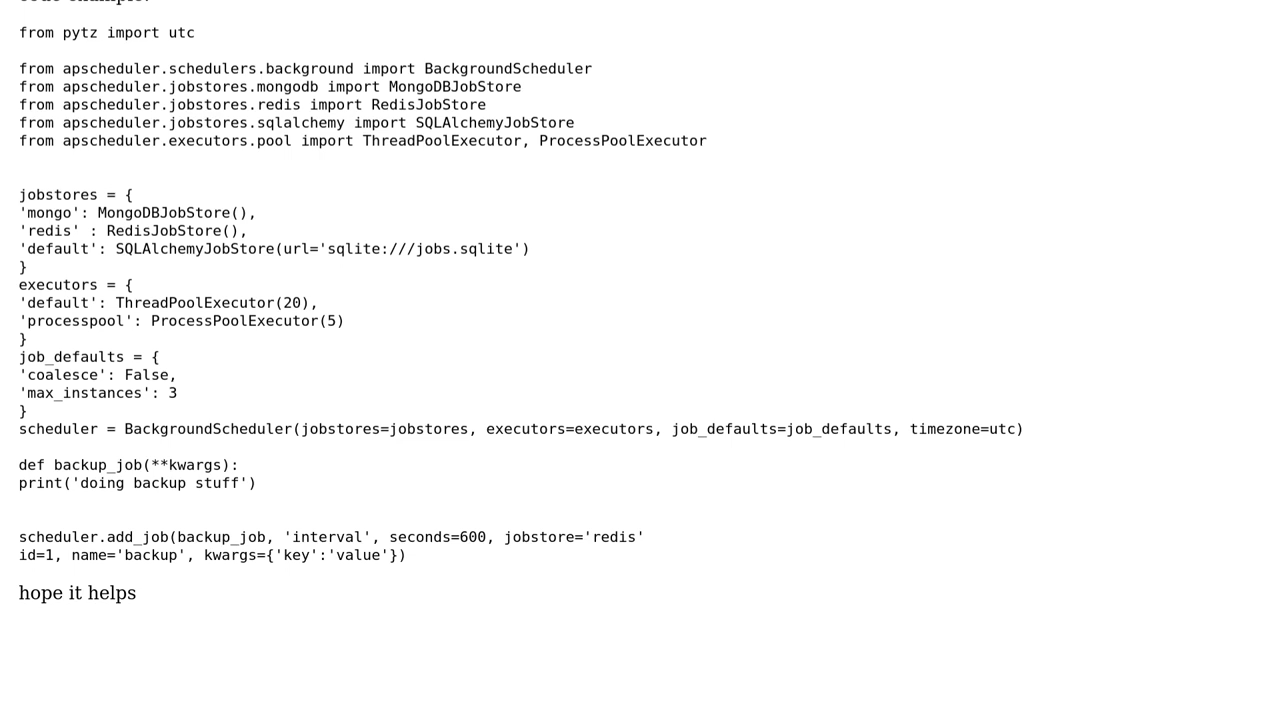 code example:
from pytz import utc
from apscheduler.schedulers.background import BackgroundScheduler
from apscheduler.jobstores.mongodb import MongoDBJobStore
from apscheduler.jobstores.redis import RedisJobStore
from apscheduler.jobstores.sqlalchemy import SQLAlchemyJobStore
from apscheduler.executors.pool import ThreadPoolExecutor, ProcessPoolExecutor
jobstores = {
'mongo': MongoDBJobStore(),
'redis' : RedisJobStore(),
'default': SQLAlchemyJobStore(url='sqlite:///jobs.sqlite')
}
executors = {
'default': ThreadPoolExecutor(20),
'processpool': ProcessPoolExecutor(5)
}
job_defaults = {
'coalesce': False,
'max_instances': 3
}
scheduler = BackgroundScheduler(jobstores=jobstores, executors=executors, job_defaults=job_defaults, timezone=utc)
def backup_job(**kwargs):
print('doing backup stuff')
scheduler.add_job(backup_job, 'interval', seconds=600, jobstore='redis'
id=1, name='backup', kwargs={'key':'value'})
hope it helps